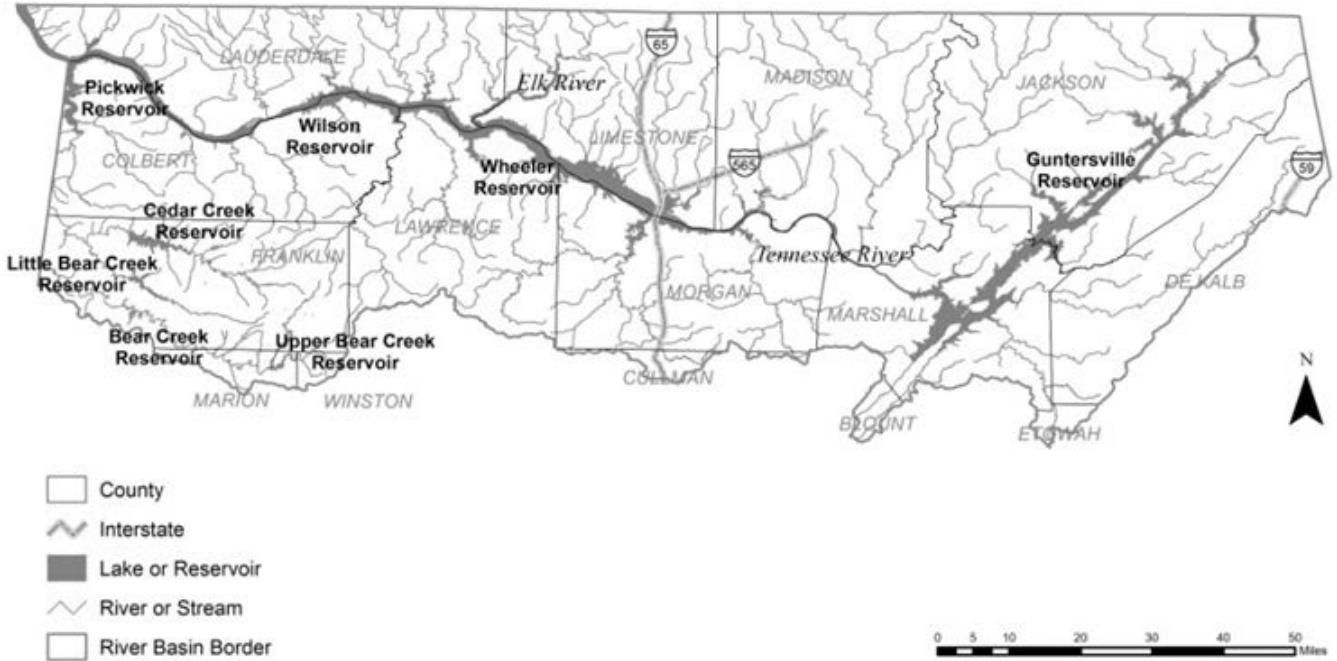 65
LAUDERDALE
Elk River
MADISON
JACKSON
Pickwick
Reservoir
Wilson
Reservoir
LIMESTONE
COLBERT
Wheeler
Reservoir
565
Guntersville
Reservoir
59
Cedar Creek
Reservoir
LAWRENCE
FRANKLIN
Tennessee River
Little Bear Creek
Reservoir
MORGAN
DE KALB
MARSHALL
Bear Creek
Reservoir
Upper Bear Creek
Reservoir
CULLMAN
MARION
WINSTON
BLOUNT
ETOWAH
N
County
Interstate
Lake or Reservoir
River or Stream
River Basin Border
0 5 10 20 30 40 50
Miles